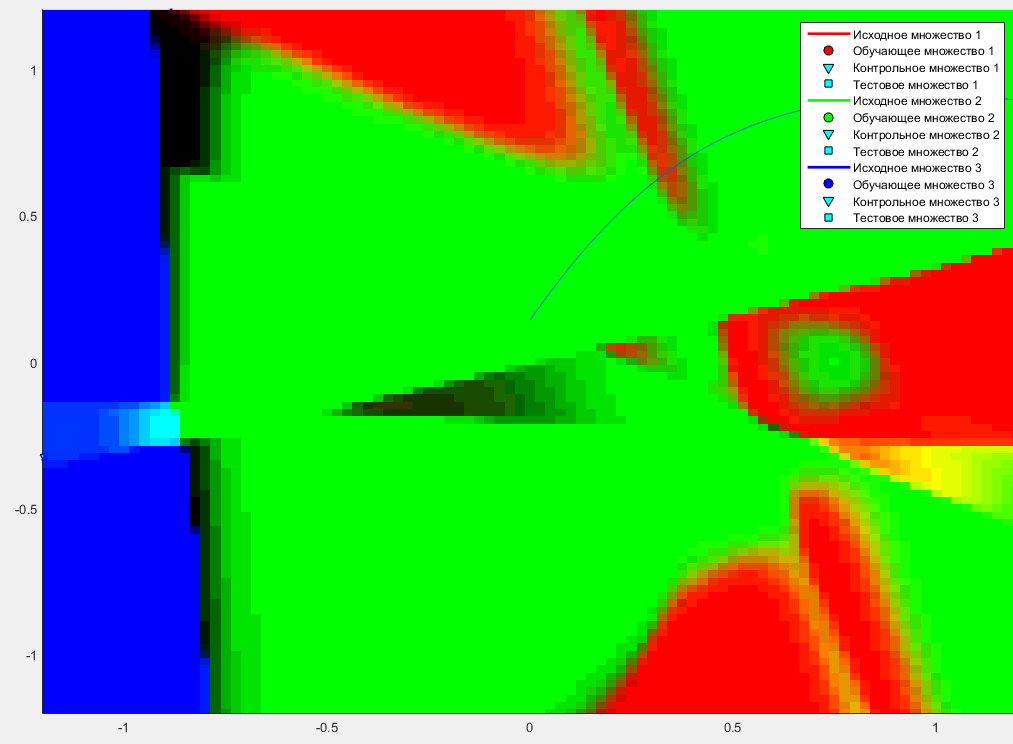 Исходное множество 1
Обучающее множество 1
Контрольное множество 1
Тестовое множество 1
Исходное множество 2
Обучающее множество 2
Контрольное множество 2
Тестовое множество 2
Исходное множество 3
Обучающее множество 3
Контрольное множество 3
Тестовое множество 3
1
0.5
0
-0.5
-1
-1 -0.5 0 0.5 1